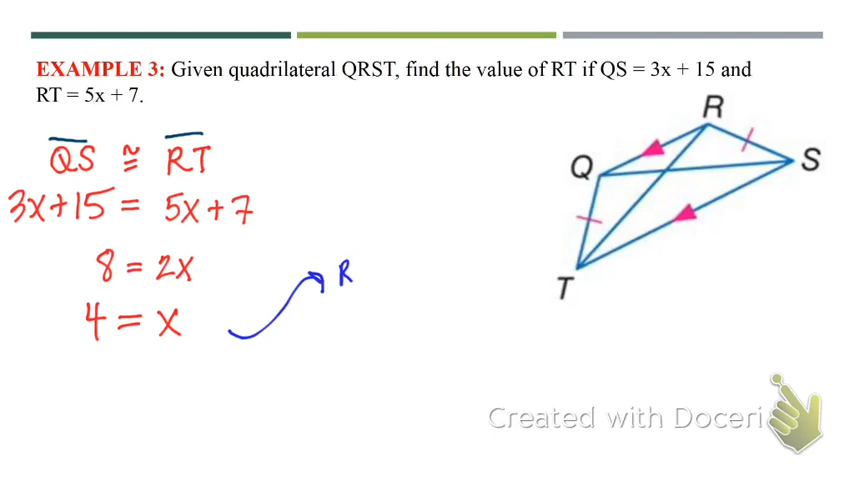 EXAMPLE 3: Given quadrilateral QRST, find the value of RT if QS = 3x + 15 and
RT = 5x + 7.
QS ≅ RT
3x+15 = 5x+7
8 = 2x
4 = x
R
R
Q
S
T
Created with Doceri